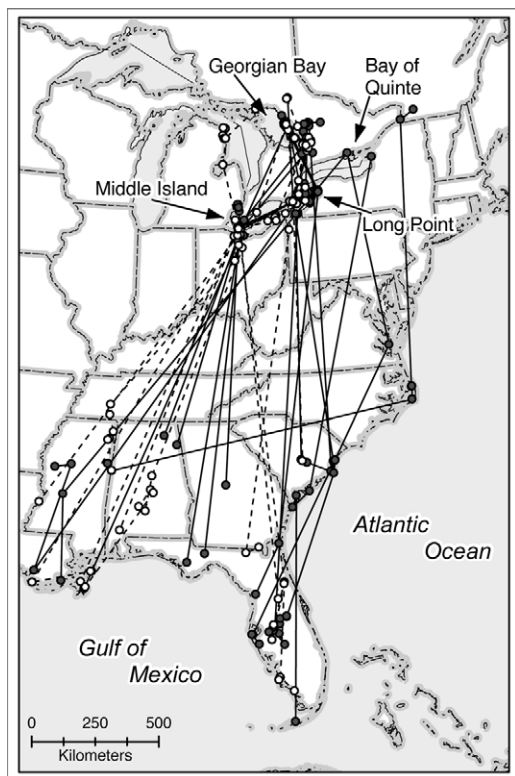 Georgian Bay
Bay of
Quinte
Middle Island
Long Point
Atlantic
Ocean
Gulf of
Mexico
0 250 500
Kilometers